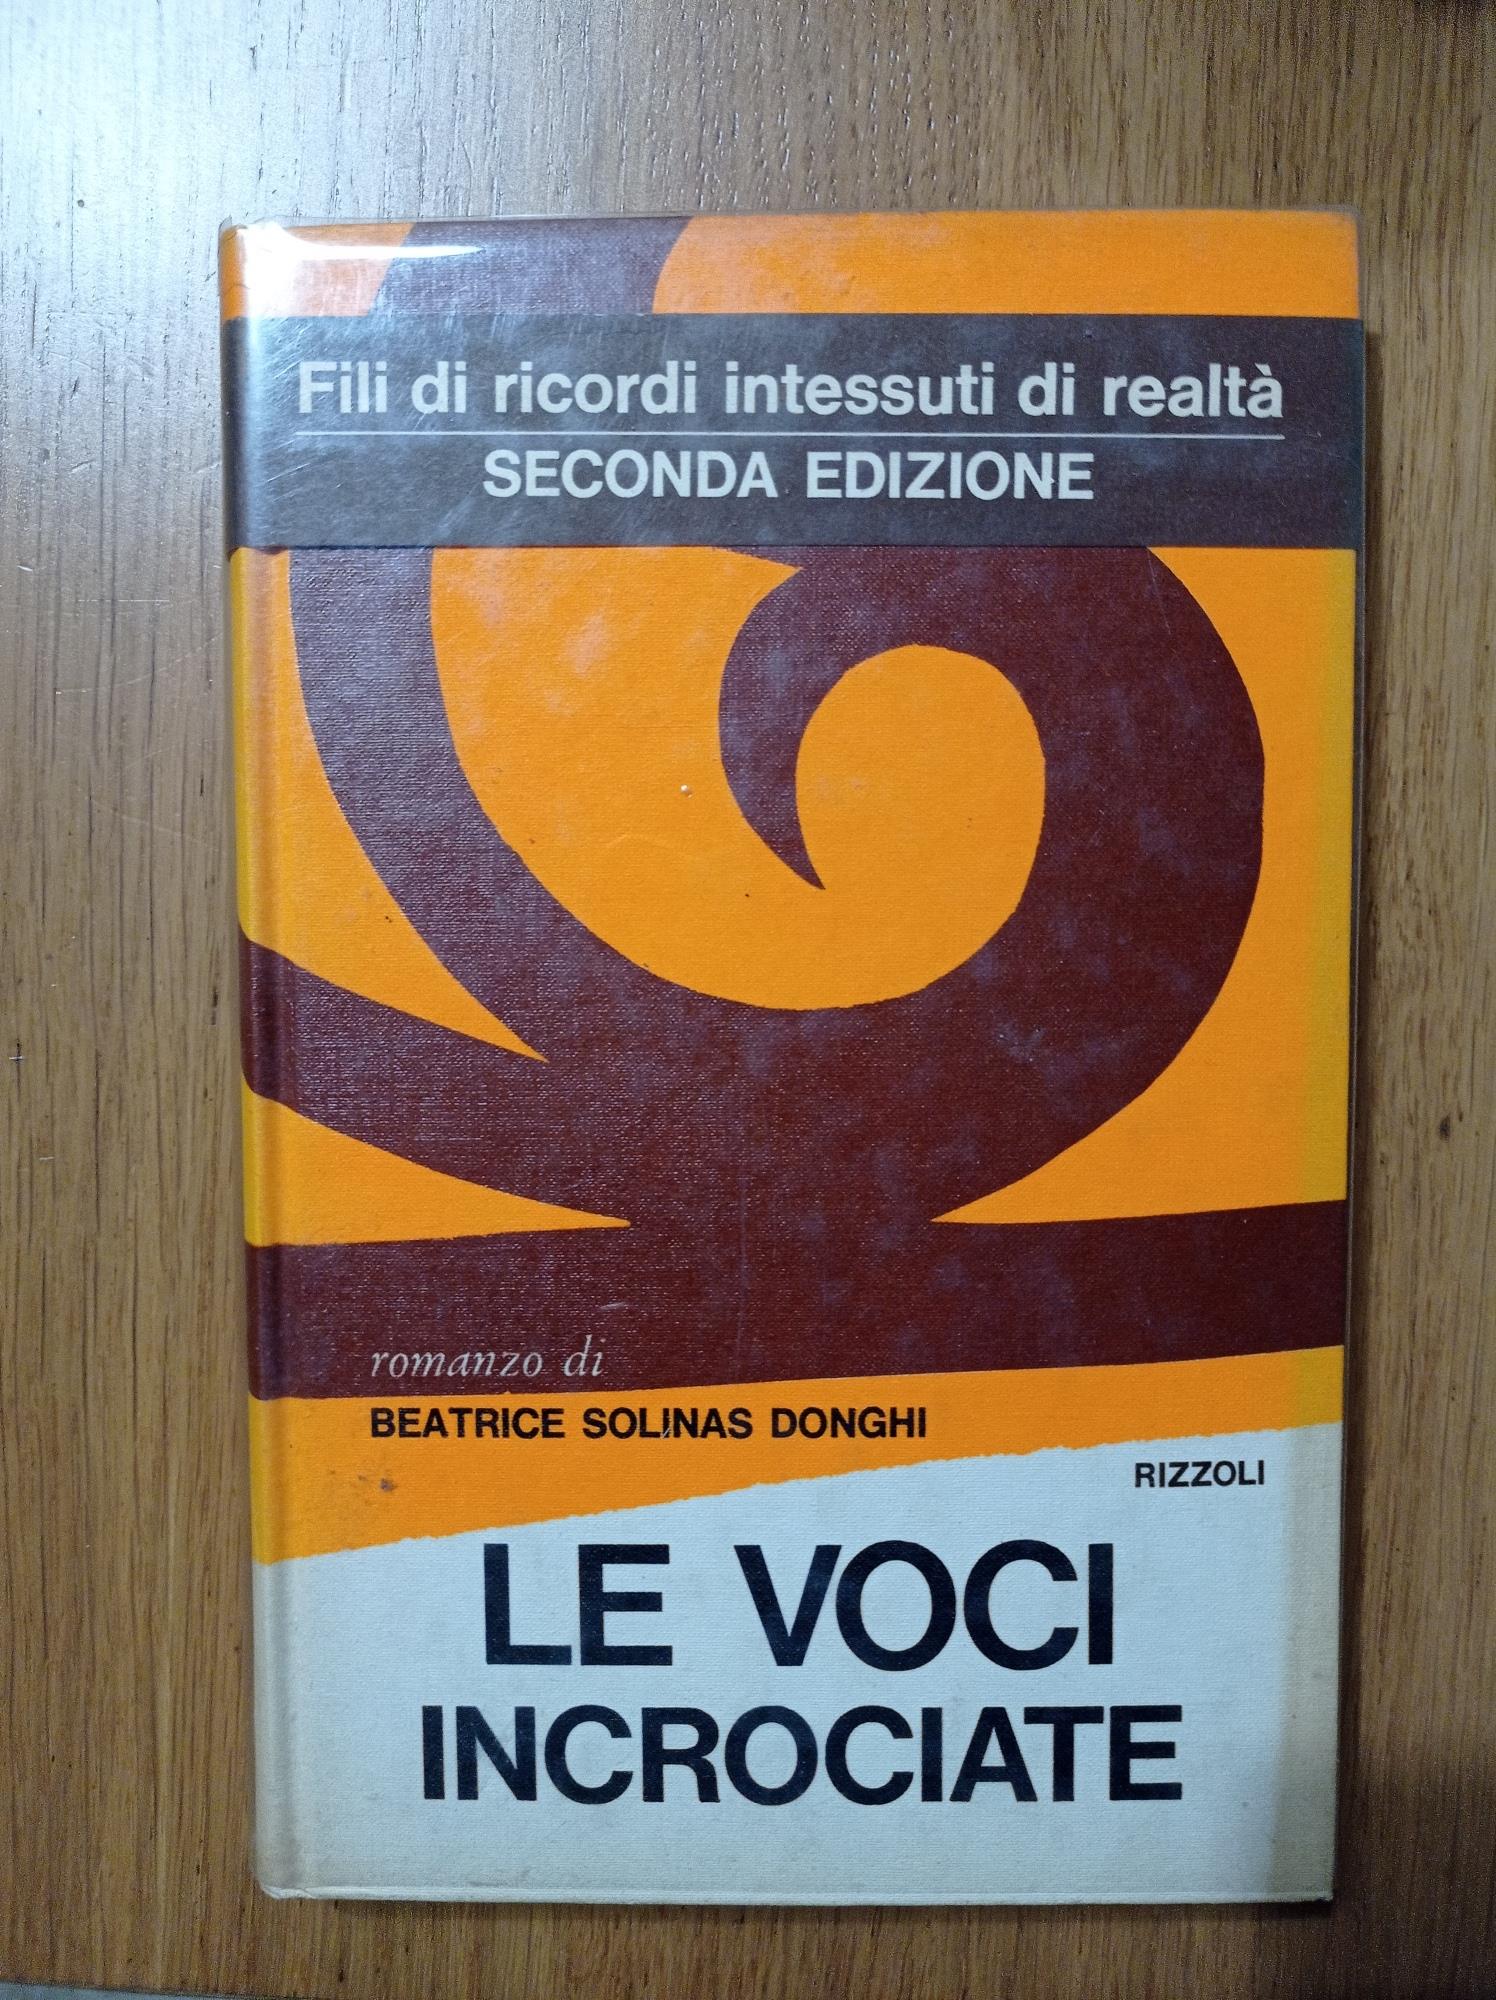 Fili di ricordi intessuti di realtà
SECONDA EDIZIONE
romanzo di
BEATRICE SOLINAS DONGHI
RIZZOLI
LE VOCI
INCROCIATE